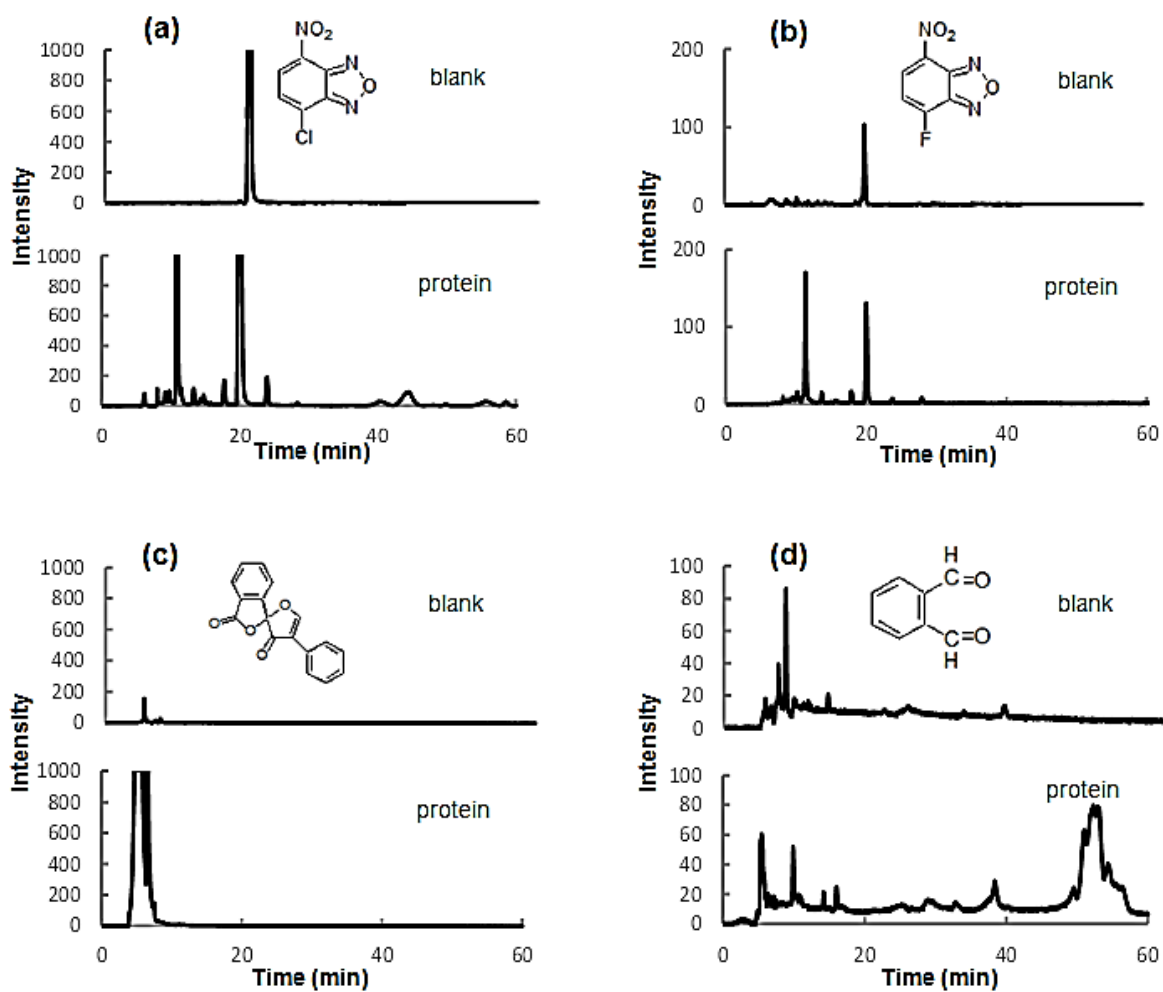 (a)
NO₂
N
O
N
Cl
blank
1000
800
600
400
200
0
Intensity
protein
1000
800
600
400
200
0
0 20 40 60
Time (min)
(b)
NO₂
N
O
N
F
blank
200
100
0
Intensity
protein
200
100
0
0 20 40 60
Time (min)
(c)
O
O
O
O
blank
1000
800
600
400
200
0
Intensity
protein
1000
800
600
400
200
0
0 20 40 60
Time (min)
(d)
H
C=O
C=O
H
blank
100
80
60
40
20
0
Intensity
protein
100
80
60
40
20
0
0 20 40 60
Time (min)